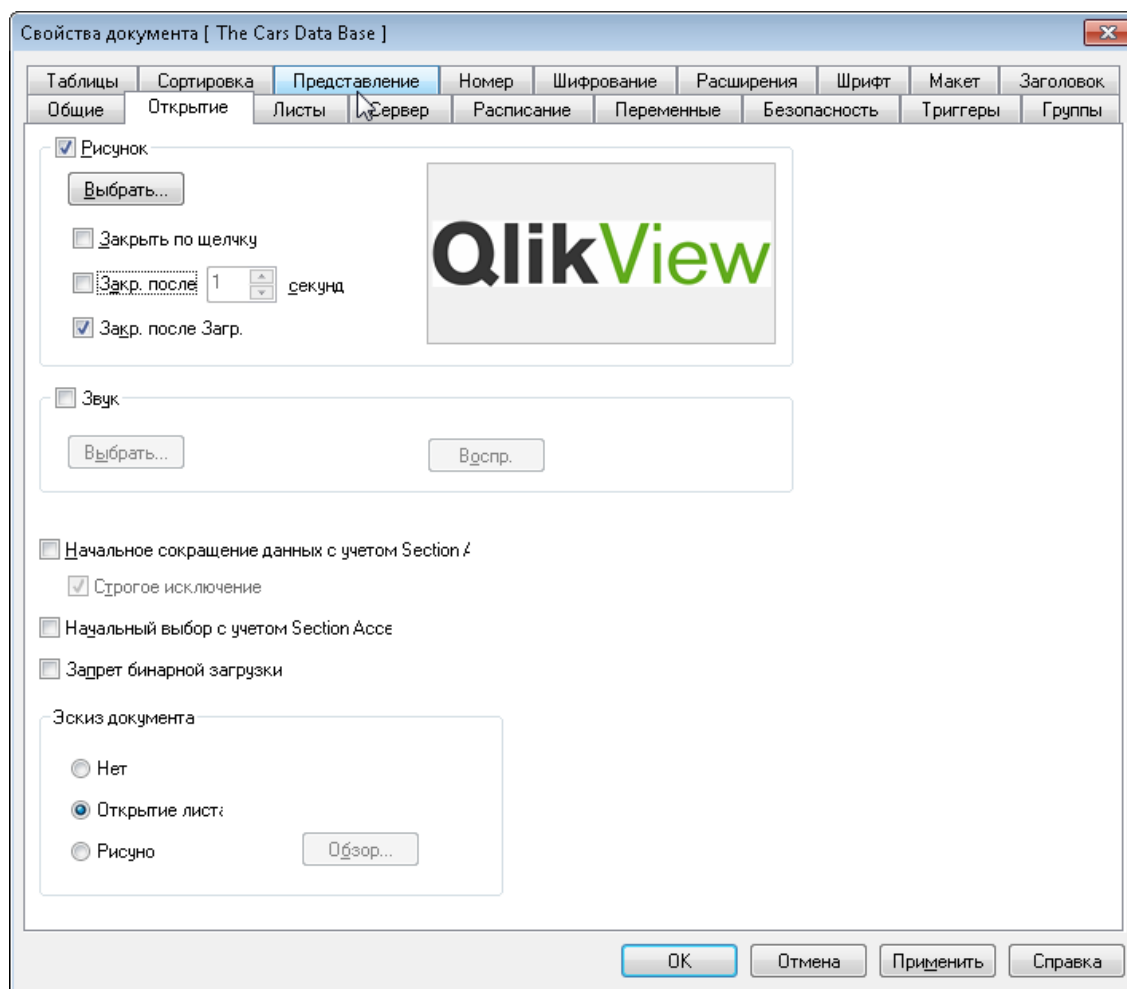 Свойства документа [ The Cars Data Base ]
Таблицы Сортировка Представление Номер Шифрование Расширения Шрифт Макет Заголовок
Общие Открытие Листы Сервер Расписание Переменные Безопасность Триггеры Группы
Рисунок
Выбрать...
QlikView
Закрыть по щелчку
Закр. после 1 секунд
Закр. после Загр.
Звук
Выбрать... Воспр.
Начальное сокращение данных с учетом Section A
Строгое исключение
Начальный выбор с учетом Section Acce
Запрет бинарной загрузки
Эскиз документа
Нет
Открытие листа
Рисуно Обзор...
OK Отмена Применить Справка